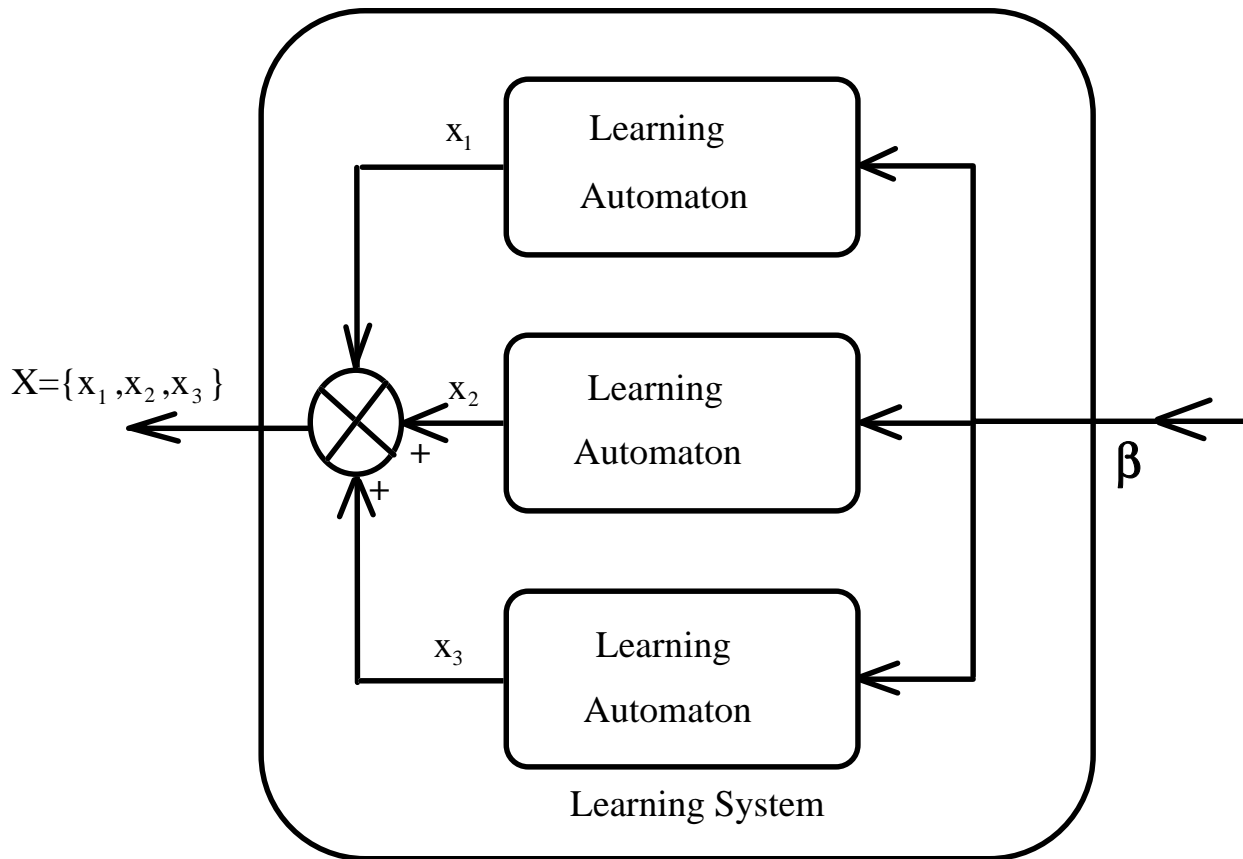 x₁
Learning
Automaton
X={x₁,x₂,x₃}
x₂
+
Learning
Automaton
β
+
x₃
Learning
Automaton
Learning System